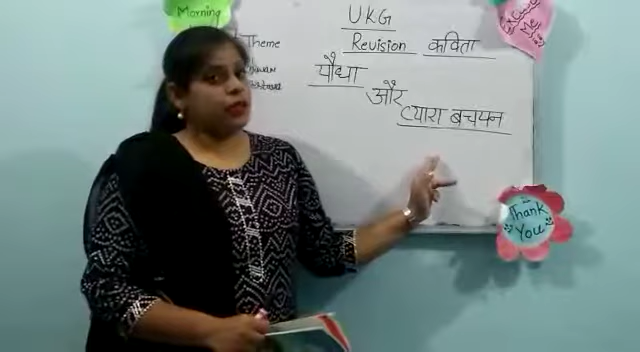 Morning
UKG
Theme
Revision कविता
पौधा
और
प्यारा बचपन
Thank
You